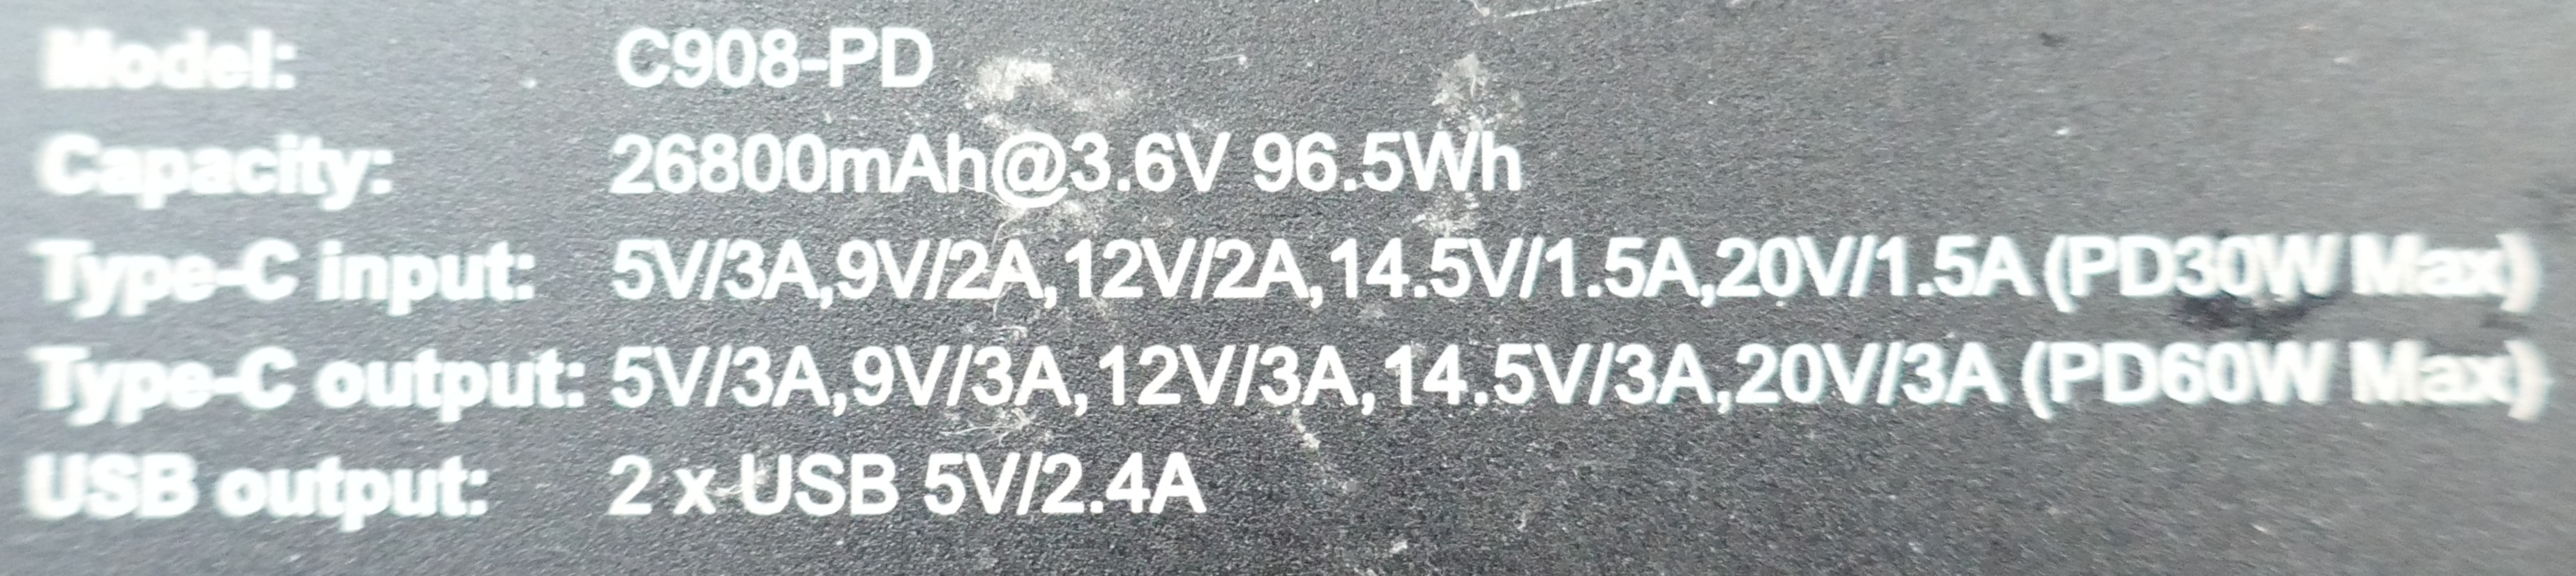 Model: C908-PD
Capacity: 26800mAh@3.6V 96.5Wh
Type-C input: 5V/3A,9V/2A,12V/2A,14.5V/1.5A,20V/1.5A (PD30W Max)
Type-C output: 5V/3A,9V/3A,12V/3A,14.5V/3A,20V/3A (PD60W Max)
USB output: 2 x USB 5V/2.4A